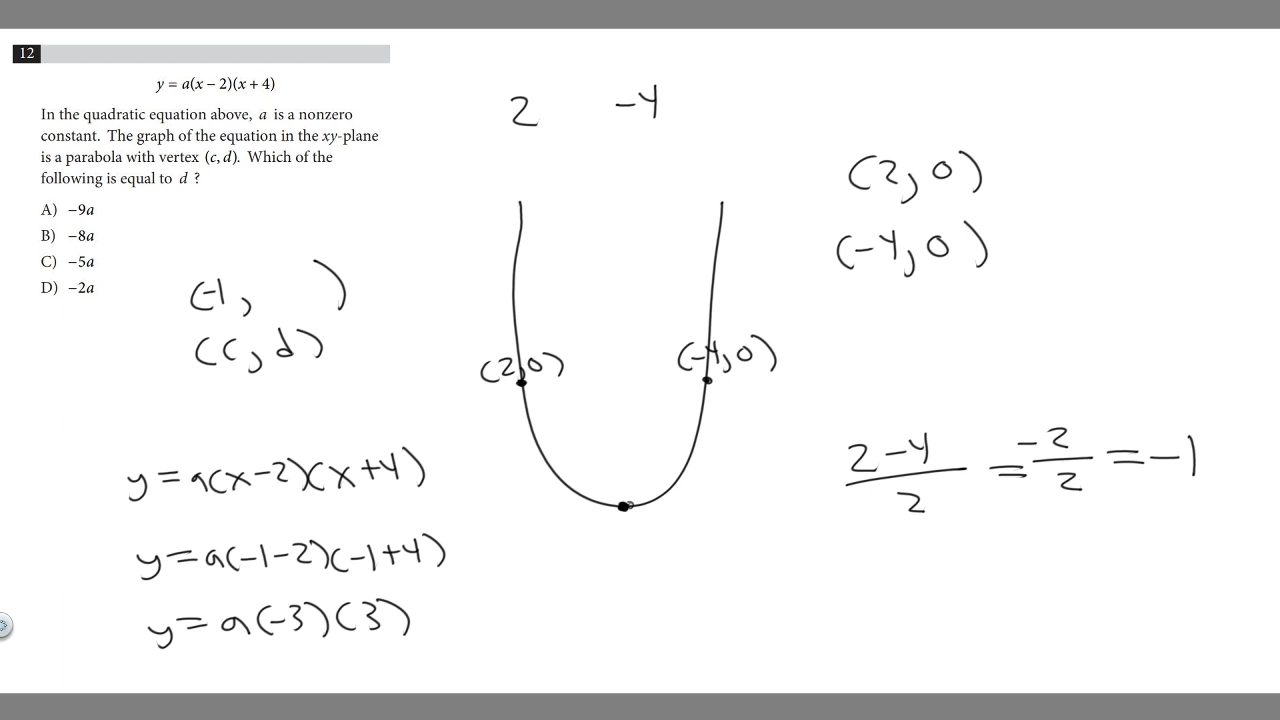 12
y = a(x − 2)(x + 4)
In the quadratic equation above, a is a nonzero
constant. The graph of the equation in the xy-plane
is a parabola with vertex (c, d). Which of the
following is equal to d ?
A) −9a
B) −8a
C) −5a
D) −2a
2 −4
(2, 0)
(−4, 0)
(−1, )
(c, d)
(2,0) (−4,0)
2−4/2 = −2/2 = −1
y = a(x−2)(x+4)
y = a(−1−2)(−1+4)
y = a(−3)(3)